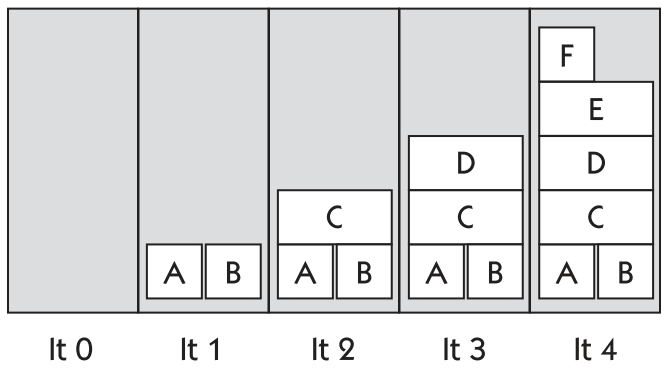 F
E
D D
C C C
A B A B A B A B
It 0 It 1 It 2 It 3 It 4